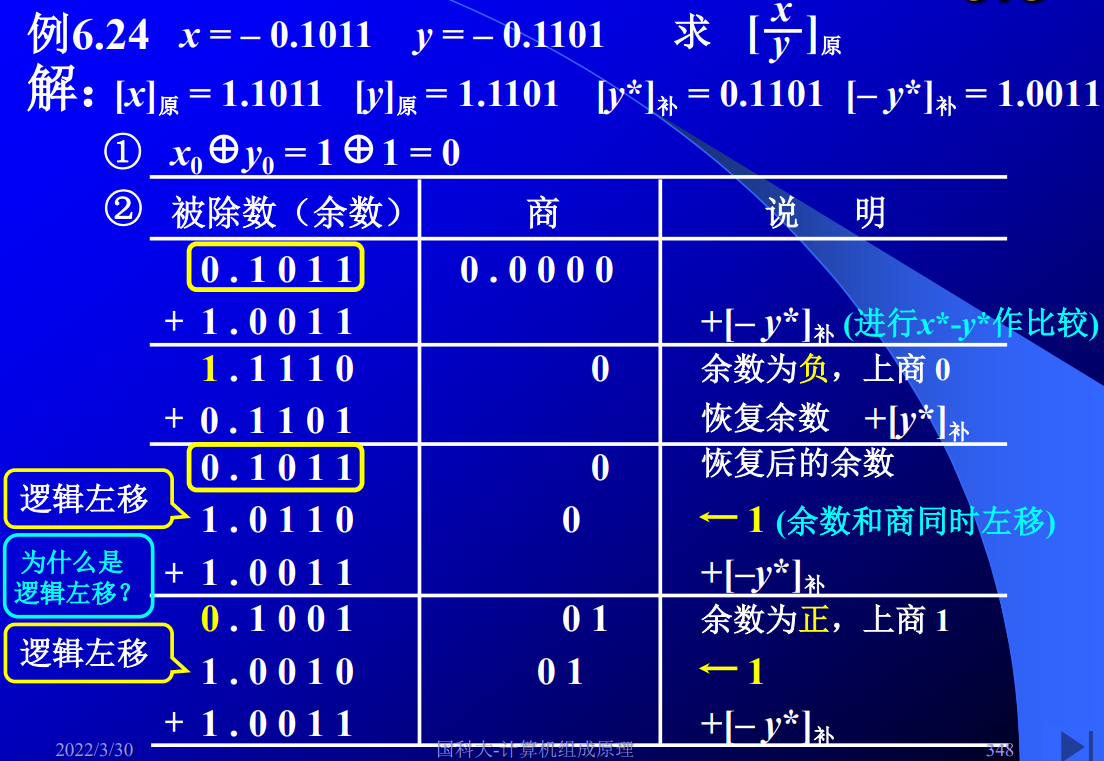 例6.24 x = – 0.1011 y = – 0.1101 求 [x/y]原
解：[x]原 = 1.1011 [y]原 = 1.1101 [y*]补 = 0.1101 [– y*]补 = 1.0011
① x0 ⊕ y0 = 1 ⊕ 1 = 0
② 被除数（余数） 商 说 明
0.1011 0.0000
+ 1.0011 +[– y*]补 (进行x*-y*作比较)
1.1110 0 余数为负，上商 0
+ 0.1101 恢复余数 +[y*]补
0.1011 0 恢复后的余数
逻辑左移
1.0110 0 ← 1 (余数和商同时左移)
为什么是
逻辑左移？
+ 1.0011 +[–y*]补
0.1001 01 余数为正，上商 1
逻辑左移
1.0010 01 ← 1
+ 1.0011 +[– y*]补
2022/3/30 国科大-计算机组成原理 348